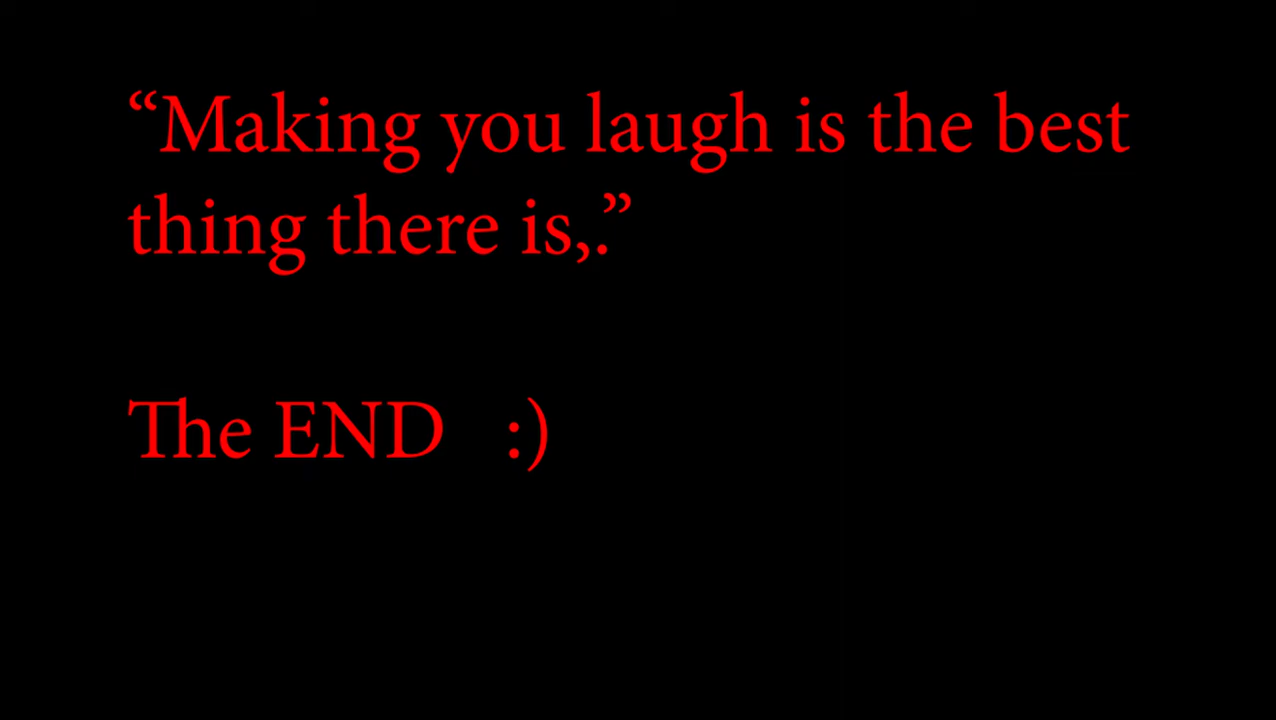 “Making you laugh is the best
thing there is,.”
The END :)